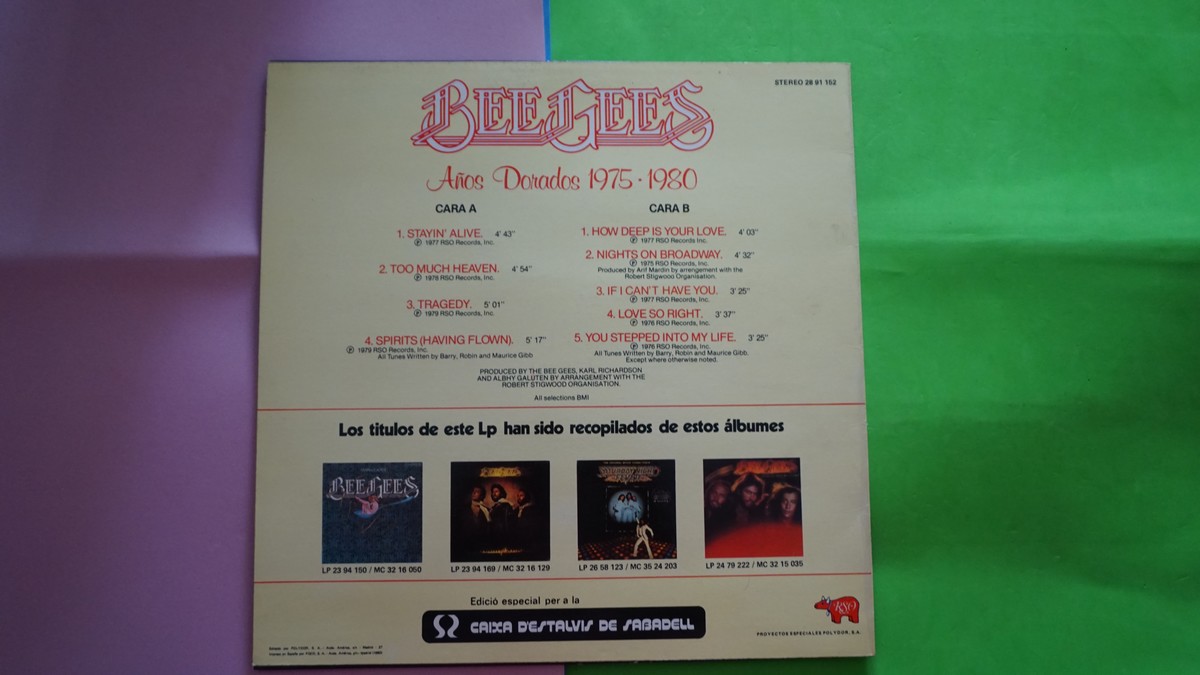 STEREO 28 91 152
BEE GEES
Años Dorados 1975 · 1980
CARA A
1. STAYIN' ALIVE. 4' 43"
℗ 1977 RSO Records, Inc.
2. TOO MUCH HEAVEN. 4' 54"
℗ 1978 RSO Records, Inc.
3. TRAGEDY. 5' 01"
℗ 1979 RSO Records, Inc.
4. SPIRITS (HAVING FLOWN). 5' 17"
℗ 1979 RSO Records, Inc.
All Tunes Written by Barry, Robin and Maurice Gibb
CARA B
1. HOW DEEP IS YOUR LOVE. 4' 03"
℗ 1977 RSO Records Inc.
2. NIGHTS ON BROADWAY. 4' 32"
℗ 1975 RSO Records, Inc.
Produced by Arif Mardin by arrangement with the
Robert Stigwood Organisation.
3. IF I CAN'T HAVE YOU. 3' 25"
℗ 1977 RSO Records, Inc.
4. LOVE SO RIGHT. 3' 37"
℗ 1976 RSO Records, Inc.
5. YOU STEPPED INTO MY LIFE. 3' 25"
℗ 1976 RSO Records, Inc.
All Tunes Written by Barry, Robin and Maurice Gibb.
Except where otherwise noted.
PRODUCED BY THE BEE GEES, KARL RICHARDSON
AND ALBHY GALUTEN BY ARRANGEMENT WITH THE
ROBERT STIGWOOD ORGANISATION.
All selections BMI
Los titulos de este Lp han sido recopilados de estos álbumes
BEE GEES
LP 23 94 150 / MC 32 16 050
LP 23 94 169 / MC 32 16 129
LP 26 58 123 / MC 35 24 203
LP 24 79 222 / MC 32 15 035
Edició especial per a la
CAIXA D'ESTALVIS DE SABADELL
RSO
PROYECTOS ESPECIALES POLYDOR, S.A.